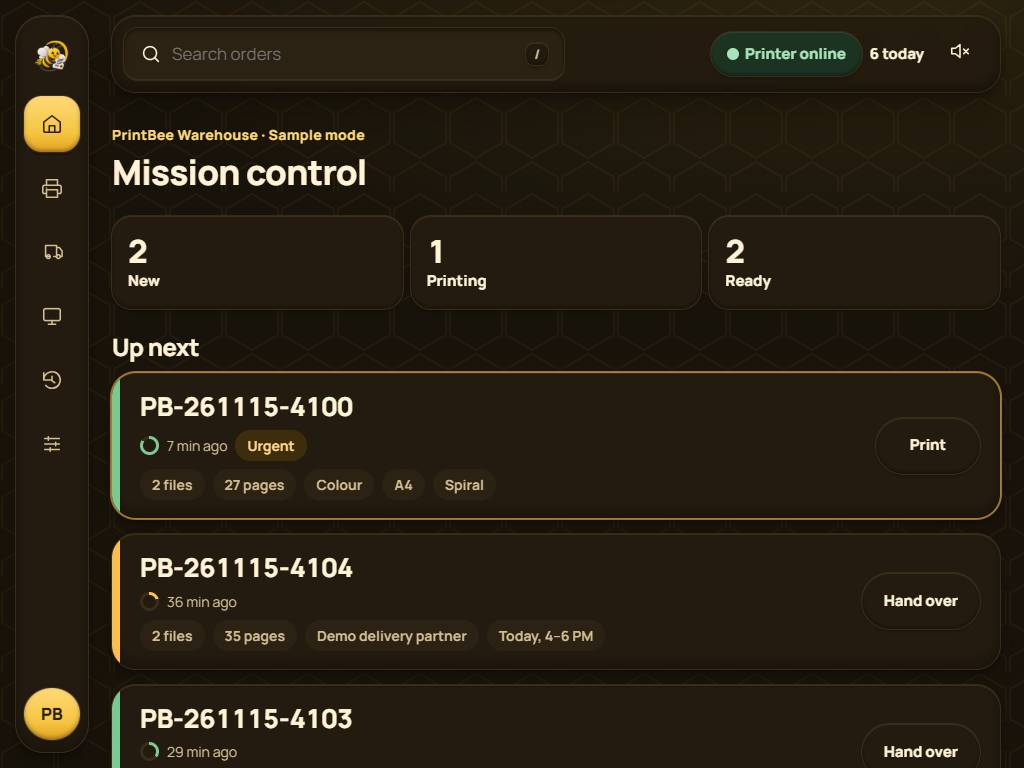 Search orders
/
Printer online
6 today
PrintBee Warehouse · Sample mode
Mission control
2
New
1
Printing
2
Ready
Up next
PB-261115-4100
7 min ago
Urgent
2 files
27 pages
Colour
A4
Spiral
Print
PB-261115-4104
36 min ago
2 files
35 pages
Demo delivery partner
Today, 4–6 PM
Hand over
PB-261115-4103
29 min ago
Hand over
PB